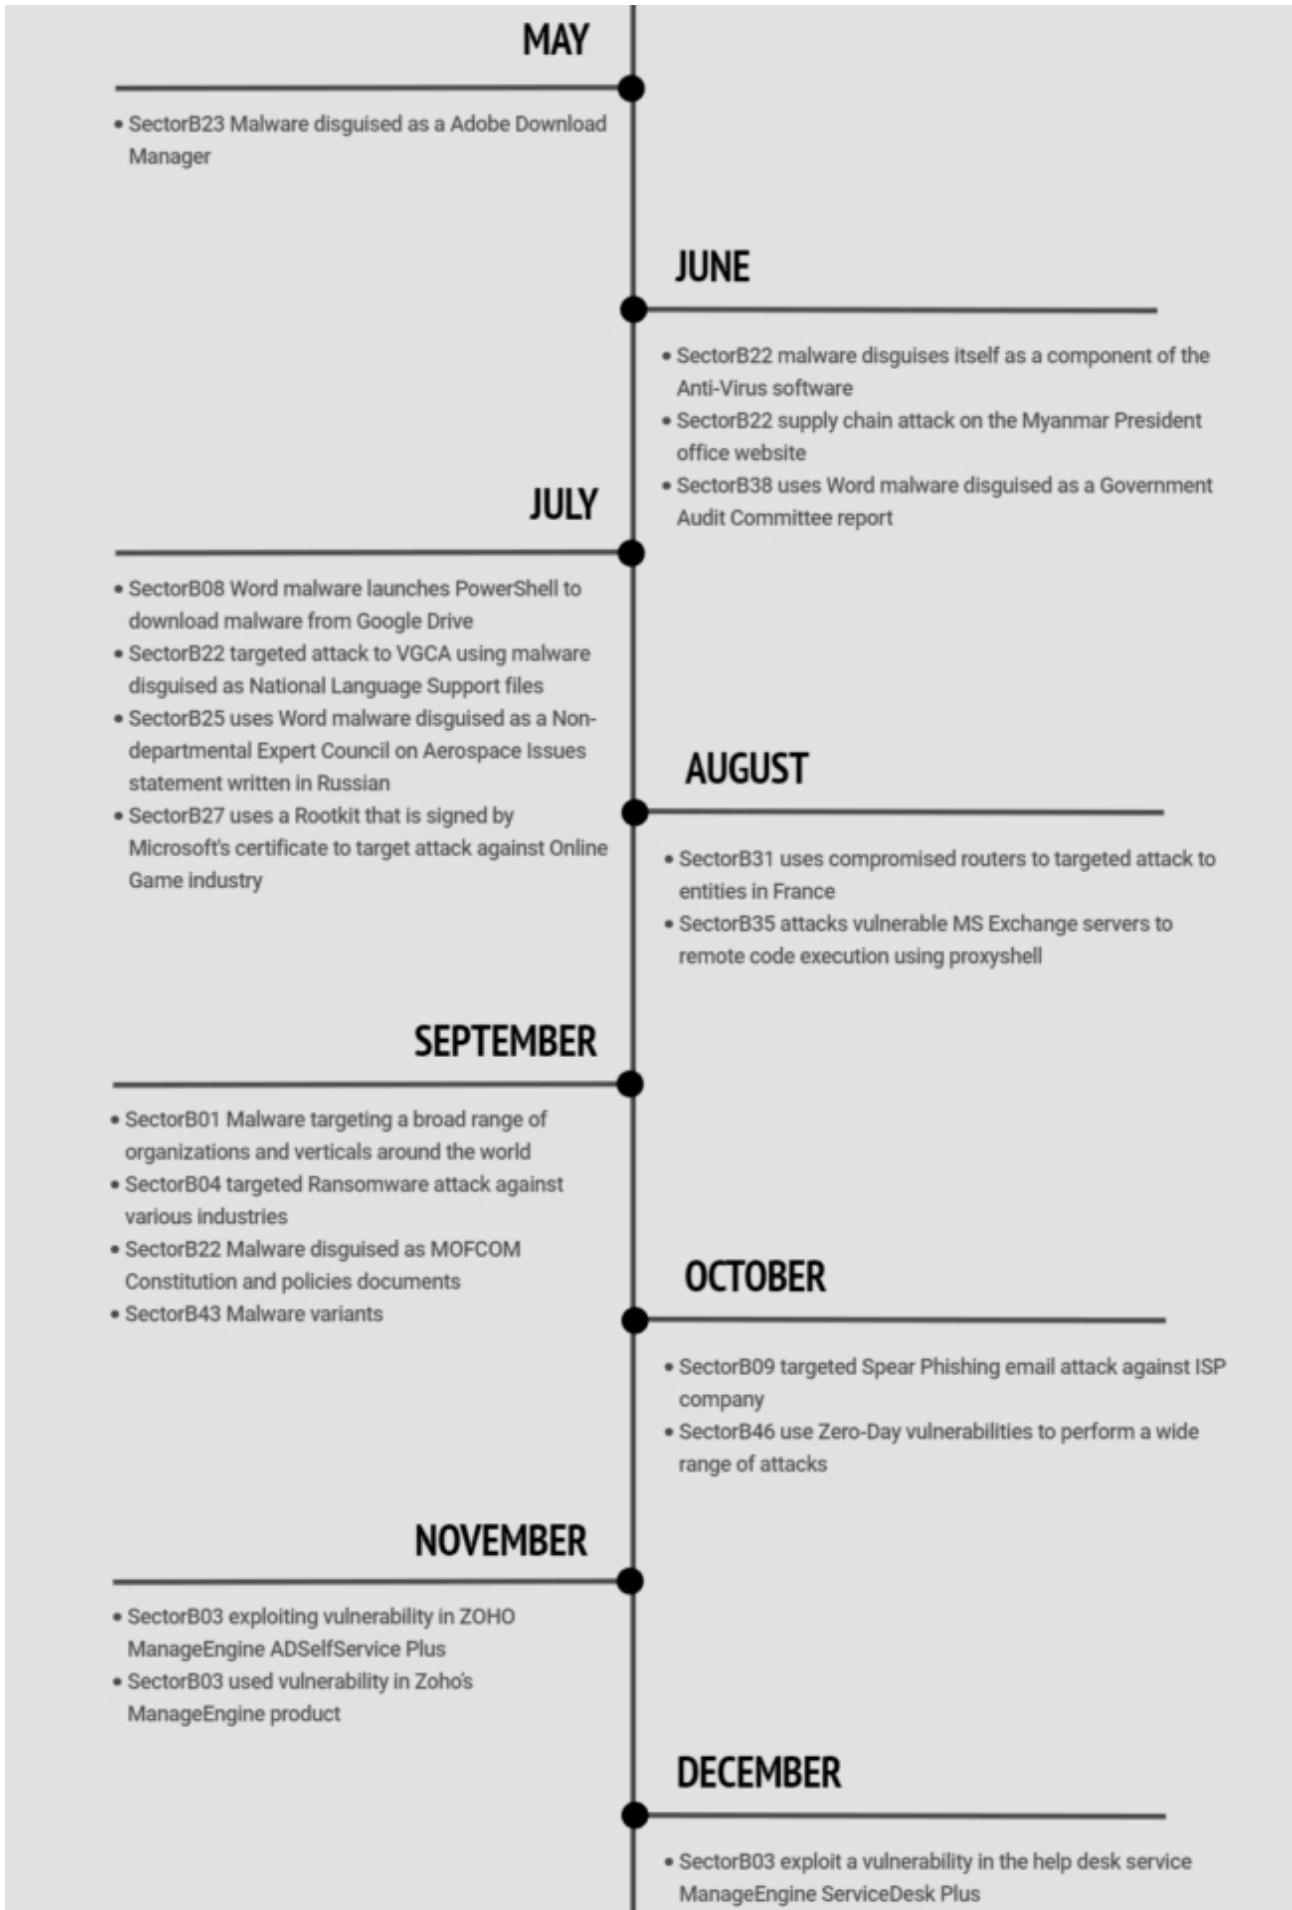 MAY
• SectorB23 Malware disguised as a Adobe Download
Manager
JUNE
• SectorB22 malware disguises itself as a component of the
Anti-Virus software
• SectorB22 supply chain attack on the Myanmar President
office website
• SectorB38 uses Word malware disguised as a Government
Audit Committee report
JULY
• SectorB08 Word malware launches PowerShell to
download malware from Google Drive
• SectorB22 targeted attack to VGCA using malware
disguised as National Language Support files
• SectorB25 uses Word malware disguised as a Non-
departmental Expert Council on Aerospace Issues
statement written in Russian
• SectorB27 uses a Rootkit that is signed by
Microsoft's certificate to target attack against Online
Game industry
AUGUST
• SectorB31 uses compromised routers to targeted attack to
entities in France
• SectorB35 attacks vulnerable MS Exchange servers to
remote code execution using proxyshell
SEPTEMBER
• SectorB01 Malware targeting a broad range of
organizations and verticals around the world
• SectorB04 targeted Ransomware attack against
various industries
• SectorB22 Malware disguised as MOFCOM
Constitution and policies documents
• SectorB43 Malware variants
OCTOBER
• SectorB09 targeted Spear Phishing email attack against ISP
company
• SectorB46 use Zero-Day vulnerabilities to perform a wide
range of attacks
NOVEMBER
• SectorB03 exploiting vulnerability in ZOHO
ManageEngine ADSelfService Plus
• SectorB03 used vulnerability in Zoho's
ManageEngine product
DECEMBER
• SectorB03 exploit a vulnerability in the help desk service
ManageEngine ServiceDesk Plus